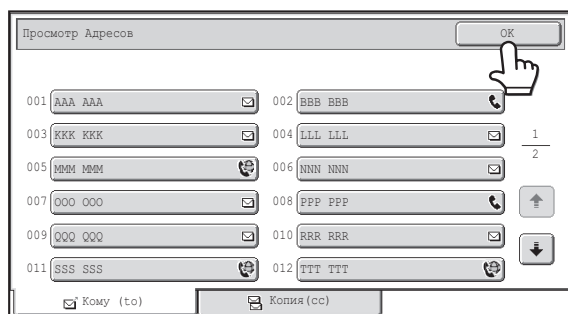 Просмотр Адресов OK
001 AAA AAA 002 BBB BBB
003 KKK KKK 004 LLL LLL
1
005 MMM MMM 006 NNN NNN
2
007 OOO OOO 008 PPP PPP
009 QQQ QQQ 010 RRR RRR
011 SSS SSS 012 TTT TTT
Кому (to) Копия(cc)